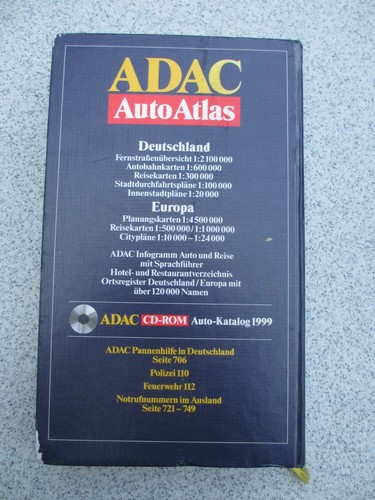 ADAC
AutoAtlas
Deutschland
Fernstraßenübersicht 1:2 100 000
Autobahnkarten 1:600 000
Reisekarten 1:300 000
Stadtdurchfahrtspläne 1:100 000
Innenstadtpläne 1:20 000
Europa
Planungskarten 1:4 500 000
Reisekarten 1:500 000/1:1 000 000
Citypläne 1:10 000 – 1:24 000
ADAC Infogramm Auto und Reise
mit Sprachführer
Hotel- und Restaurantverzeichnis
Ortsregister Deutschland / Europa mit
über 120 000 Namen
ADAC CD-ROM Auto-Katalog 1999
ADAC Pannenhilfe in Deutschland
Seite 706
Polizei 110
Feuerwehr 112
Notrufnummern im Ausland
Seite 721 – 749